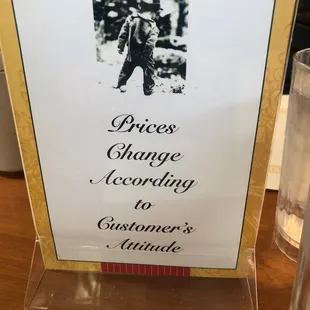 Prices
Change
According
to
Customer's
Attitude